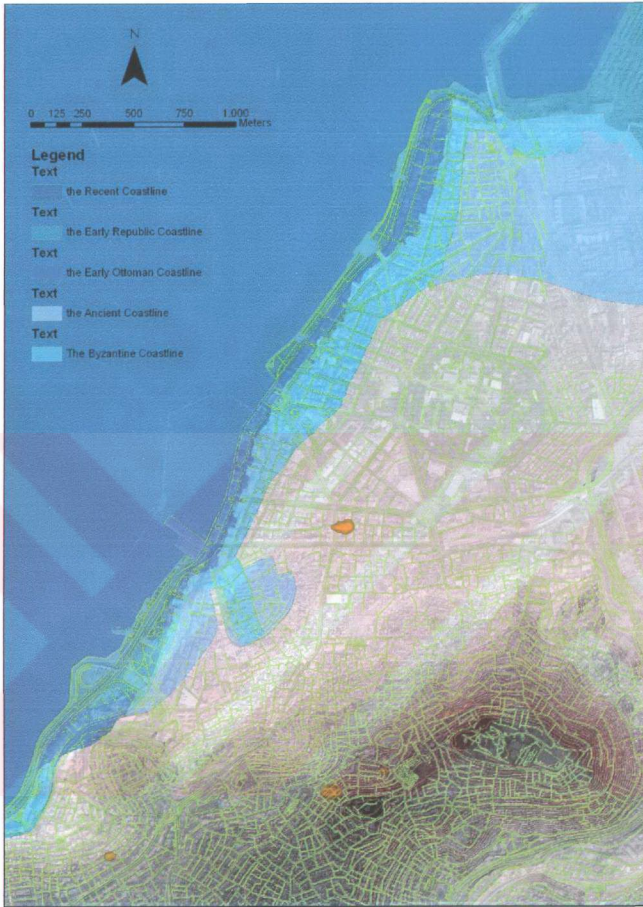 N
0 125 250 500 750 1.000
Meters
Legend
Text
the Recent Coastline
Text
the Early Republic Coastline
Text
the Early Ottoman Coastline
Text
the Ancient Coastline
Text
The Byzantine Coastline